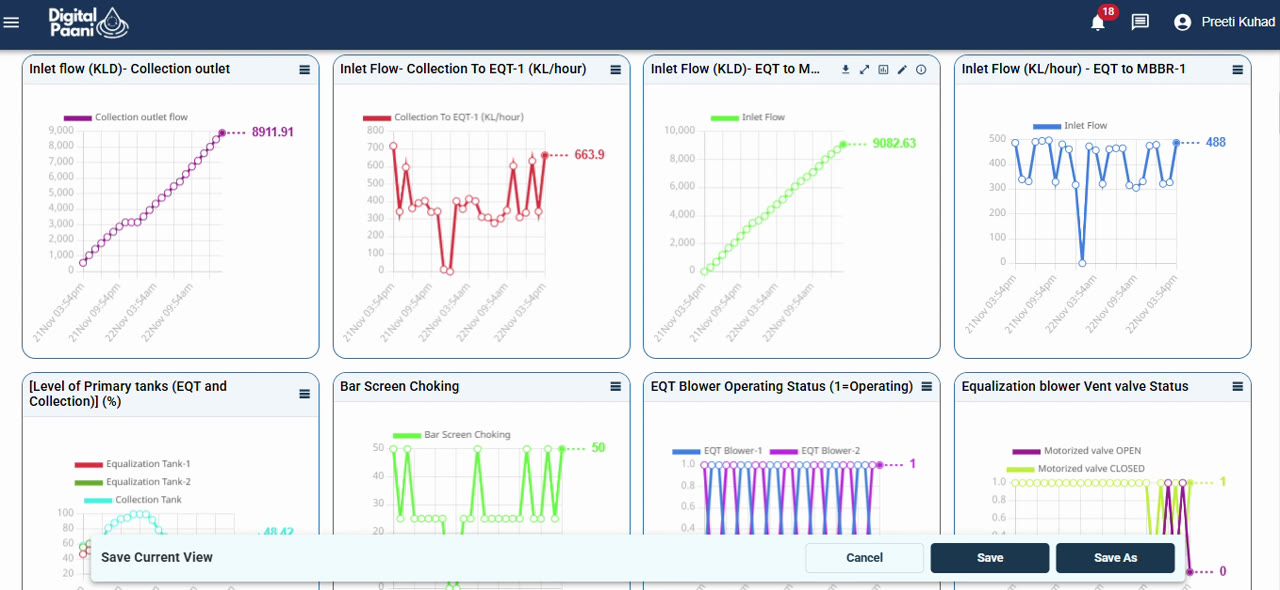 Digital
Paani
18
Preeti Kuhad
Inlet flow (KLD)- Collection outlet
Collection outlet flow
9,000
8,000
7,000
6,000
5,000
4,000
3,000
2,000
1,000
0
8911.91
21Nov 03:54pm
21Nov 09:54pm
22Nov 03:54am
22Nov 09:54am
Inlet Flow- Collection To EQT-1 (KL/hour)
Collection To EQT-1 (KL/hour)
800
700
600
500
400
300
200
100
0
663.9
21Nov 03:54pm
21Nov 09:54pm
22Nov 03:54am
22Nov 09:54am
22Nov 03:54pm
Inlet Flow (KLD)- EQT to M...
Inlet Flow
10,000
8,000
6,000
4,000
2,000
0
9082.63
21Nov 03:54pm
21Nov 09:54pm
22Nov 03:54am
22Nov 09:54am
Inlet Flow (KL/hour) - EQT to MBBR-1
Inlet Flow
500
400
300
200
100
0
488
21Nov 03:54pm
21Nov 09:54pm
22Nov 03:54am
22Nov 09:54am
22Nov 03:54pm
[Level of Primary tanks (EQT and
Collection)] (%)
Equalization Tank-1
Equalization Tank-2
Collection Tank
100
80
60
40
20
48.42
Bar Screen Choking
Bar Screen Choking
50
40
30
20
50
EQT Blower Operating Status (1=Operating)
EQT Blower-1
EQT Blower-2
1.0
0.8
0.6
0.4
1
Equalization blower Vent valve Status
Motorized valve OPEN
Motorized valve CLOSED
1.0
0.8
0.6
1
0
Save Current View
Cancel
Save
Save As